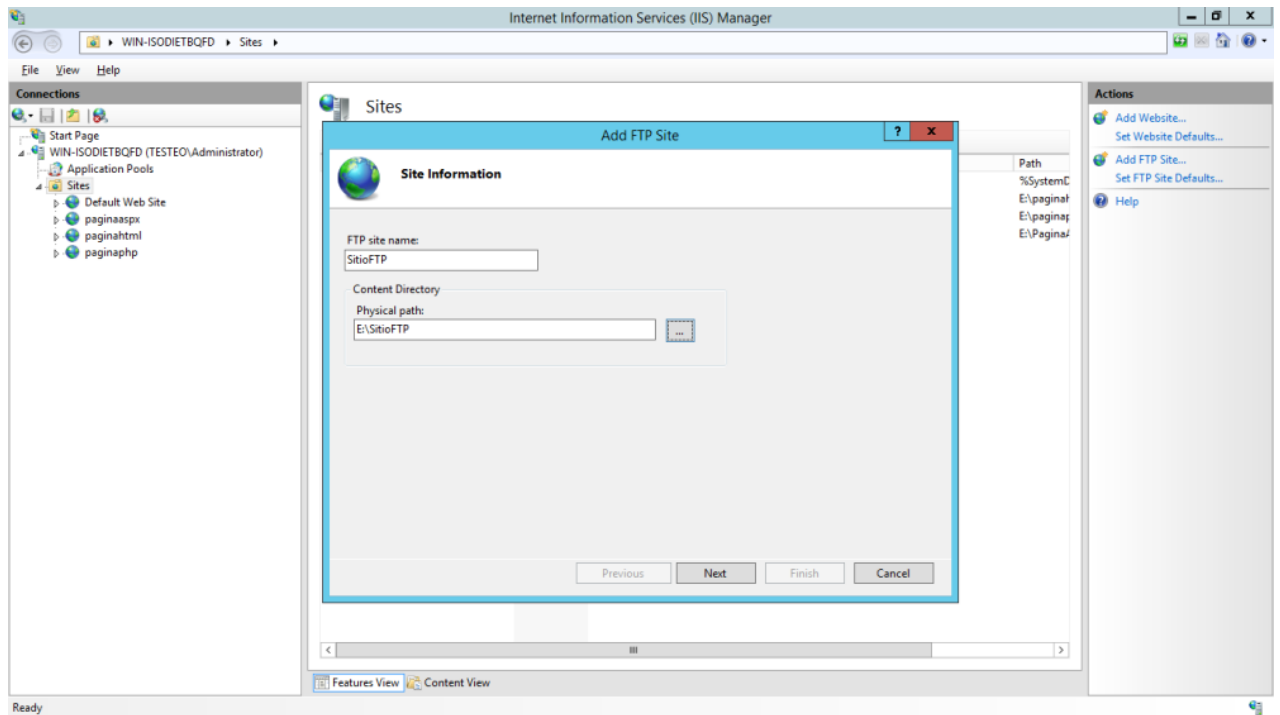 Internet Information Services (IIS) Manager
WIN-ISODIETBQFD Sites
File View Help
Connections
Start Page
WIN-ISODIETBQFD (TESTEO\Administrator)
Application Pools
Sites
Default Web Site
paginaaspx
paginahtml
paginaphp
Sites
Path
%SystemD
E:\paginah
E:\paginap
E:\PaginaA
Add FTP Site
? x
Site Information
FTP site name:
SitioFTP
Content Directory
Physical path:
E:\SitioFTP
...
Previous Next Finish Cancel
Features View Content View
Actions
Add Website...
Set Website Defaults...
Add FTP Site...
Set FTP Site Defaults...
Help
Ready